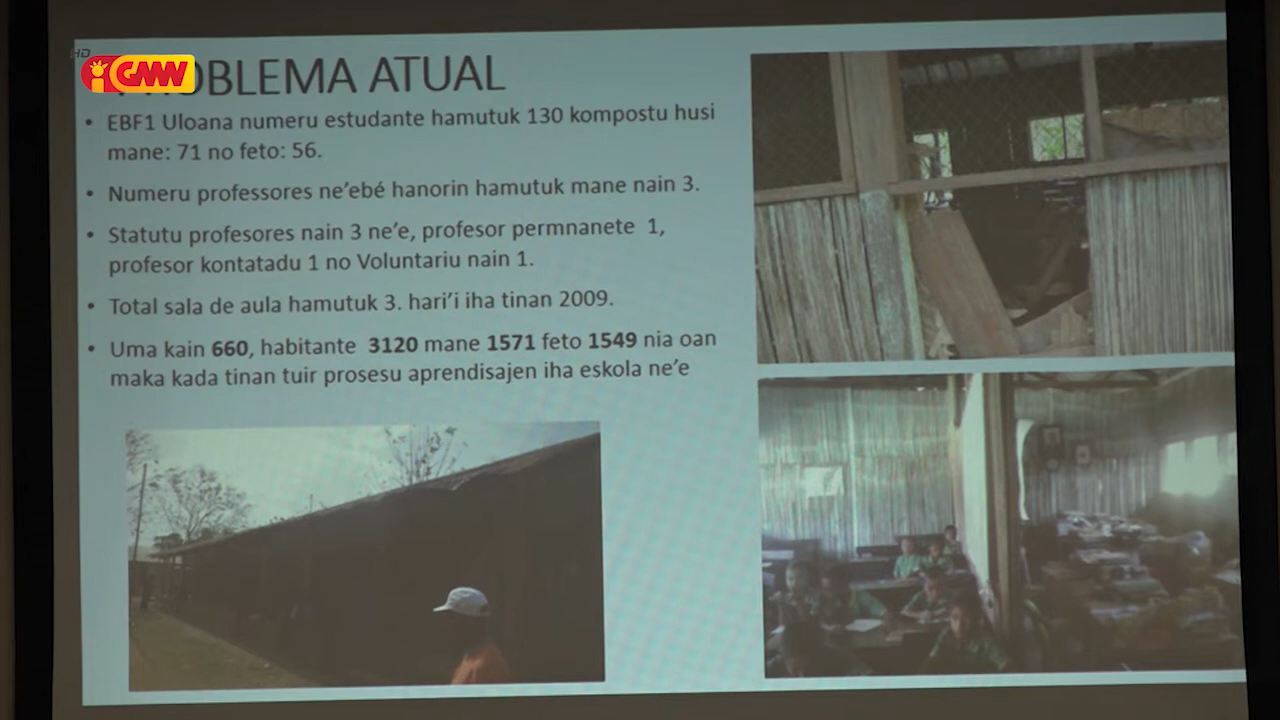 HD
GMN
PROBLEMA ATUAL
• EBF1 Uloana numeru estudante hamutuk 130 kompostu husi
mane: 71 no feto: 56.
• Numeru professores ne'ebé hanorin hamutuk mane nain 3.
• Statutu profesores nain 3 ne'e, profesor permnanete 1,
profesor kontatadu 1 no Voluntariu nain 1.
• Total sala de aula hamutuk 3. hari'i iha tinan 2009.
• Uma kain 660, habitante 3120 mane 1571 feto 1549 nia oan
maka kada tinan tuir prosesu aprendisajen iha eskola ne'e